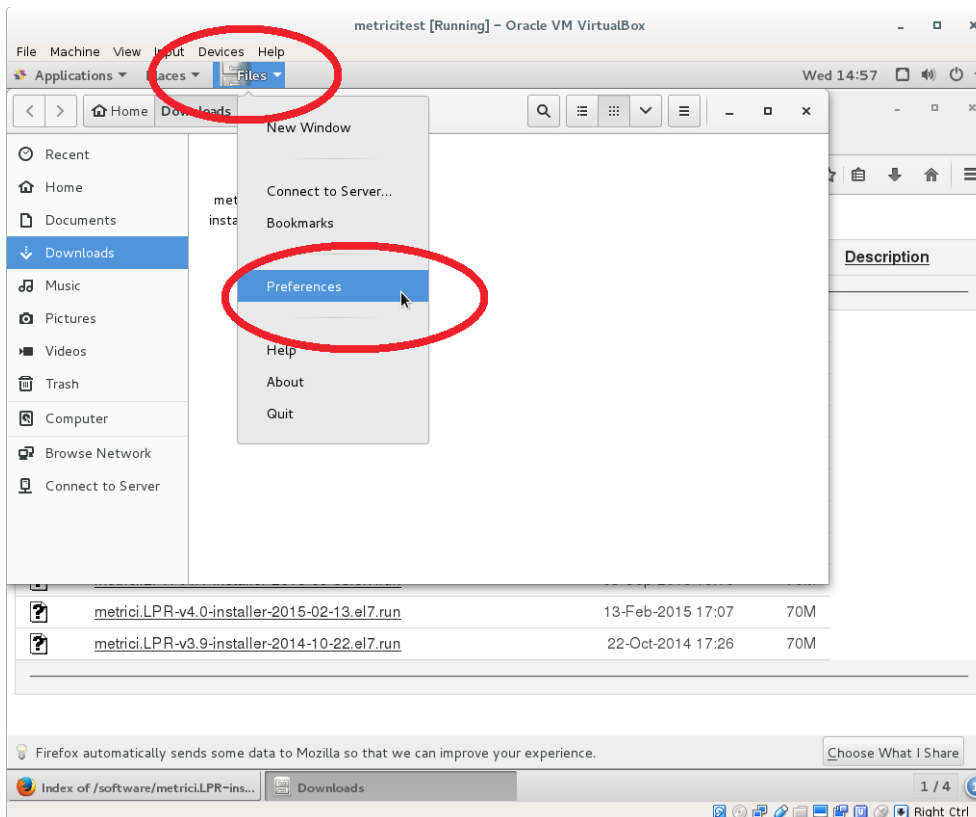 metricitest [Running] - Oracle VM VirtualBox
File Machine View Input Devices Help
Applications Places Files Wed 14:57
Home Downloads
New Window
Connect to Server...
Bookmarks
Preferences
Help
About
Quit
Recent
Home
Documents
Downloads
Music
Pictures
Videos
Trash
Computer
Browse Network
Connect to Server
met
insta
Description
metrici.LPR-v4.0-installer-2015-02-13.el7.run 13-Feb-2015 17:07 70M
metrici.LPR-v3.9-installer-2014-10-22.el7.run 22-Oct-2014 17:26 70M
Firefox automatically sends some data to Mozilla so that we can improve your experience. Choose What I Share
Index of /software/metrici.LPR-ins... Downloads 1 / 4
Right Ctrl